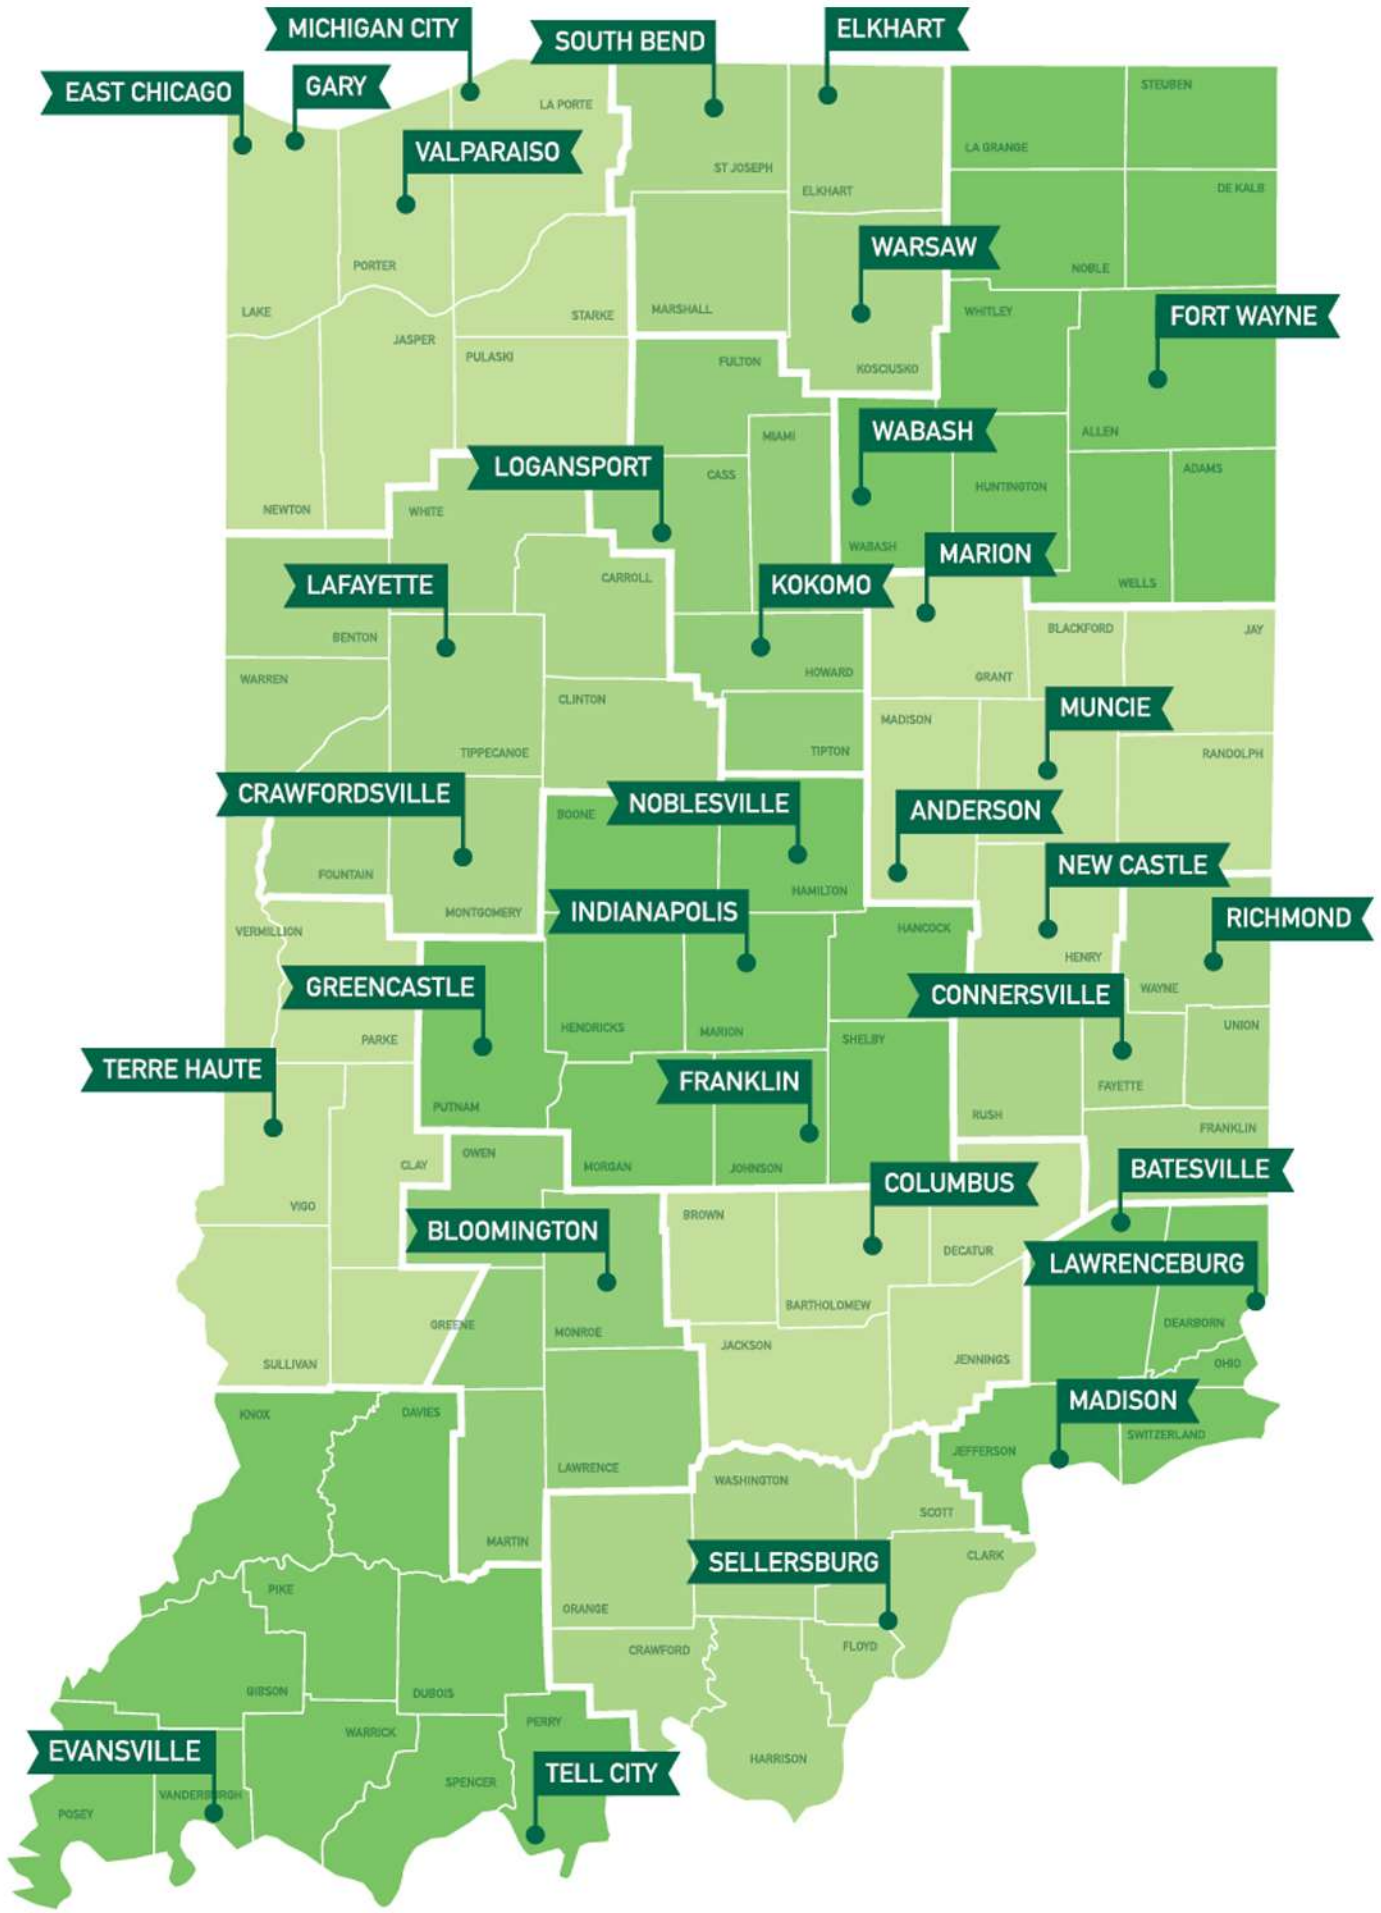 MICHIGAN CITY
SOUTH BEND
ELKHART
EAST CHICAGO
GARY
STEUBEN
LA PORTE
VALPARAISO
LA GRANGE
ST JOSEPH
ELKHART
DE KALB
WARSAW
PORTER
NOBLE
LAKE
STARKE
MARSHALL
WHITLEY
FORT WAYNE
JASPER
PULASKI
FULTON
KOSCIUSKO
WABASH
ALLEN
MIAMI
LOGANSPORT
CASS
ADAMS
HUNTINGTON
NEWTON
WHITE
WABASH
MARION
LAFAYETTE
CARROLL
KOKOMO
WELLS
BENTON
BLACKFORD
JAY
WARREN
HOWARD
GRANT
CLINTON
MUNCIE
MADISON
TIPPECANOE
TIPTON
RANDOLPH
CRAWFORDSVILLE
NOBLESVILLE
BOONE
ANDERSON
FOUNTAIN
HAMILTON
NEW CASTLE
MONTGOMERY
INDIANAPOLIS
RICHMOND
VERMILLION
HANCOCK
HENRY
GREENCASTLE
CONNERSVILLE
WAYNE
HENDRICKS
MARION
UNION
PARKE
SHELBY
TERRE HAUTE
FRANKLIN
FAYETTE
PUTNAM
RUSH
FRANKLIN
OWEN
CLAY
MORGAN
JOHNSON
COLUMBUS
BATESVILLE
VIGO
BROWN
BLOOMINGTON
DECATUR
LAWRENCEBURG
BARTHOLOMEW
GREENE
MONROE
DEARBORN
SULLIVAN
JACKSON
JENNINGS
OHIO
MADISON
KNOX
DAVIES
SWITZERLAND
JEFFERSON
LAWRENCE
WASHINGTON
SCOTT
MARTIN
SELLERSBURG
CLARK
PIKE
ORANGE
CRAWFORD
FLOYD
GIBSON
DUBOIS
PERRY
WARRICK
EVANSVILLE
HARRISON
TELL CITY
SPENCER
VANDERBURGH
POSEY